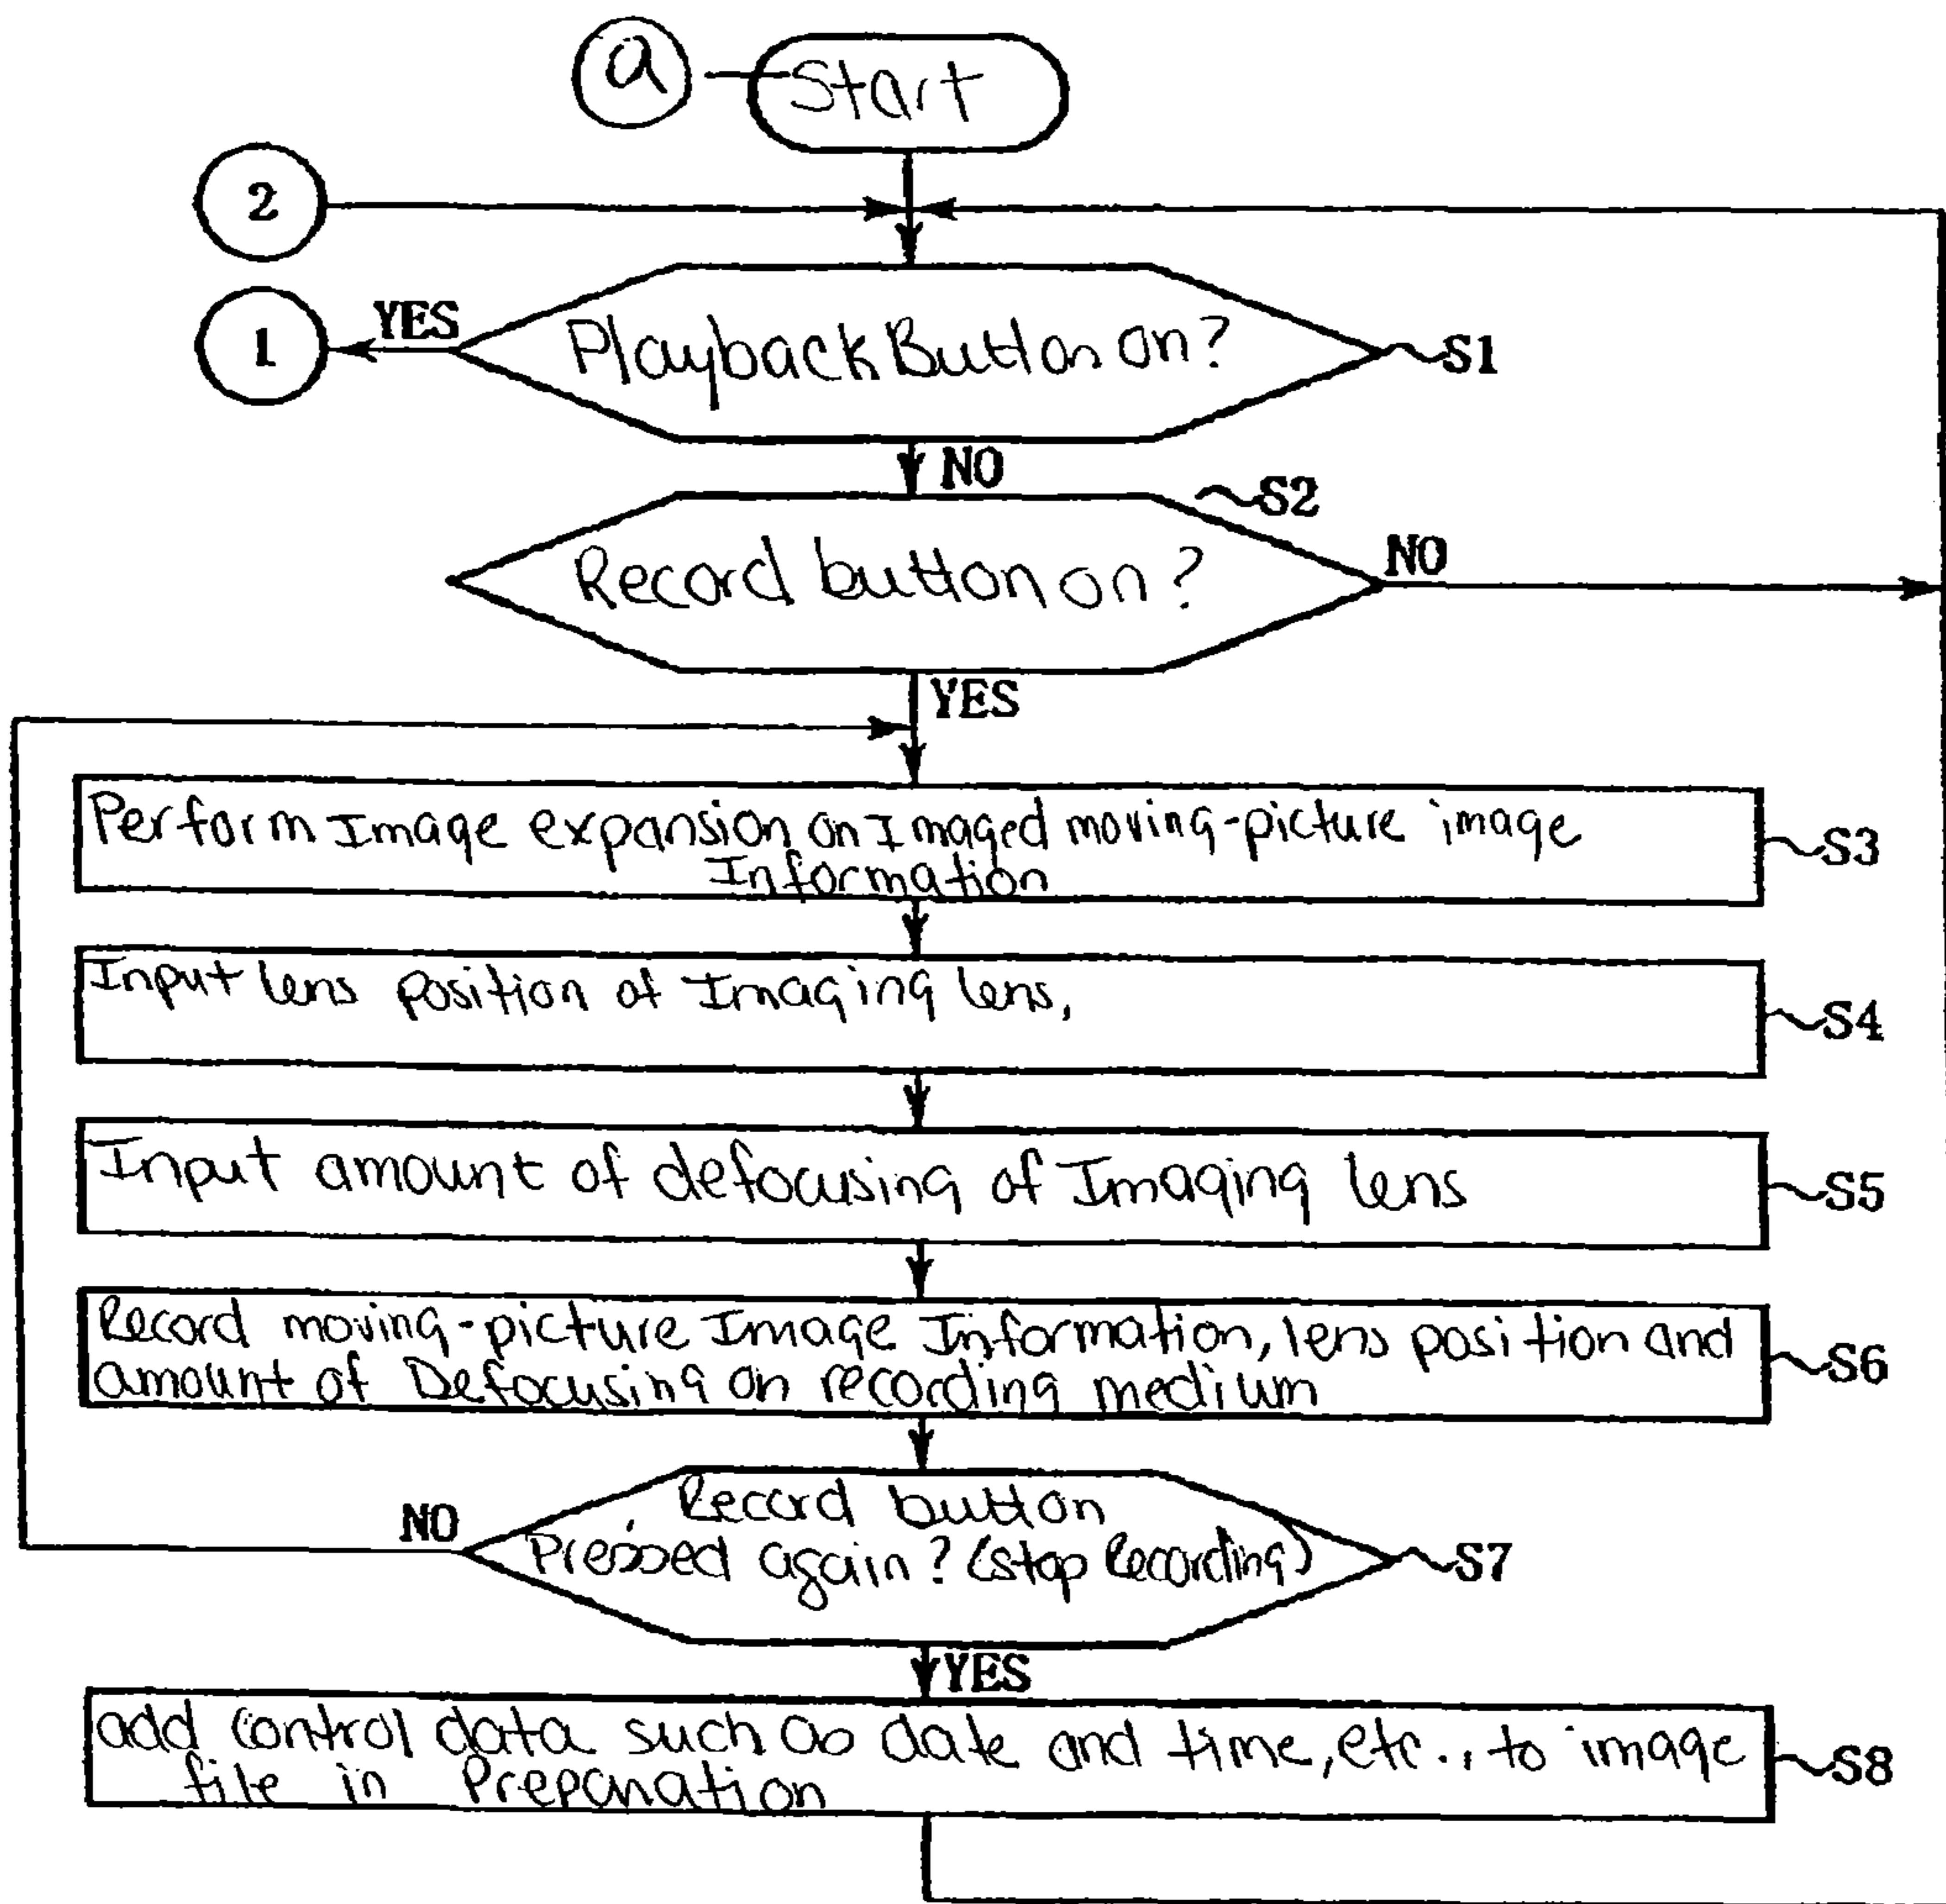 a
Start
2
1
YES
Playback Button on?
S1
NO
S2
Record button on?
NO
YES
Perform Image expansion on Imaged moving-picture image
Information
S3
Input lens position of Imaging lens,
S4
Input amount of defocusing of Imaging lens
S5
Record moving-picture Image Information, lens position and
amount of Defocusing on recording medium
S6
NO
Record button
Pressed again? (stop Recording)
S7
YES
add control data such as date and time, etc., to image
file in Preparation
S8